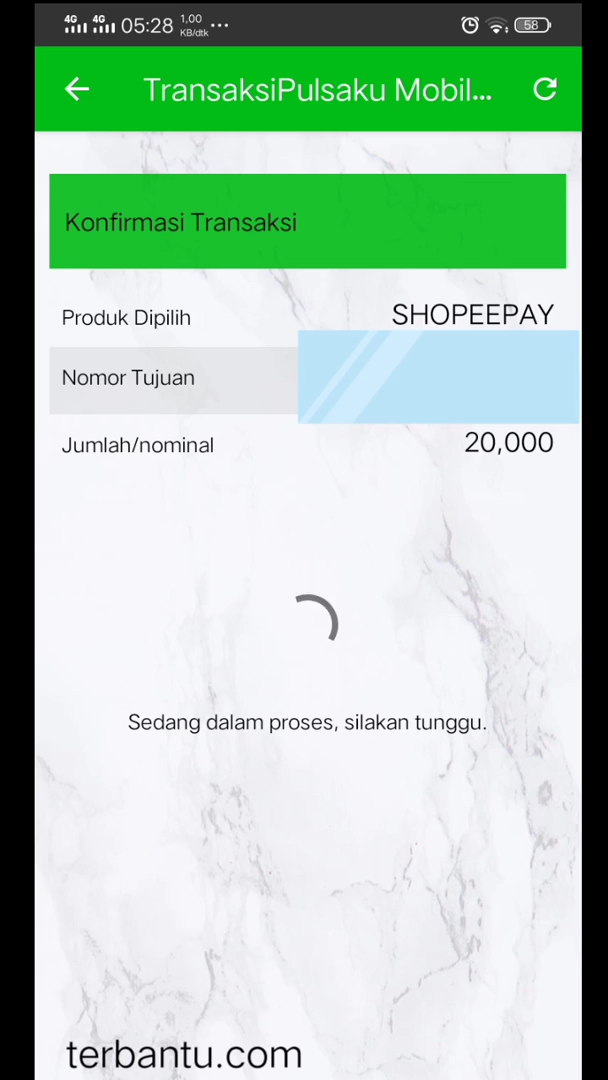 4G 4G 05:28 1,00 KB/dtk ... 58
TransaksiPulsaku Mobil...
Konfirmasi Transaksi
Produk Dipilih SHOPEEPAY
Nomor Tujuan
Jumlah/nominal 20,000
Sedang dalam proses, silakan tunggu.
terbantu.com